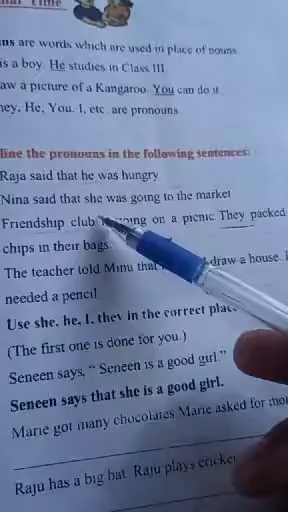 ns are words which are used in place of nouns
is a boy. He studies in Class III
aw a picture of a Kangaroo. You can do it
ey, He, You, I, etc. are pronouns
line the pronouns in the following sentences:
Raja said that he was hungry
Nina said that she was going to the market
Friendship club on a picnic. They packed
chips in their bags
The teacher told Minu that draw a house.
needed a pencil
Use she, he, I, they in the correct
(The first one is done for you.)
Seneen says, “ Seneen is a good girl.”
Seneen says that she is a good girl.
Marie got many chocolates Marie asked for
Raju has a big bat. Raju plays cricket